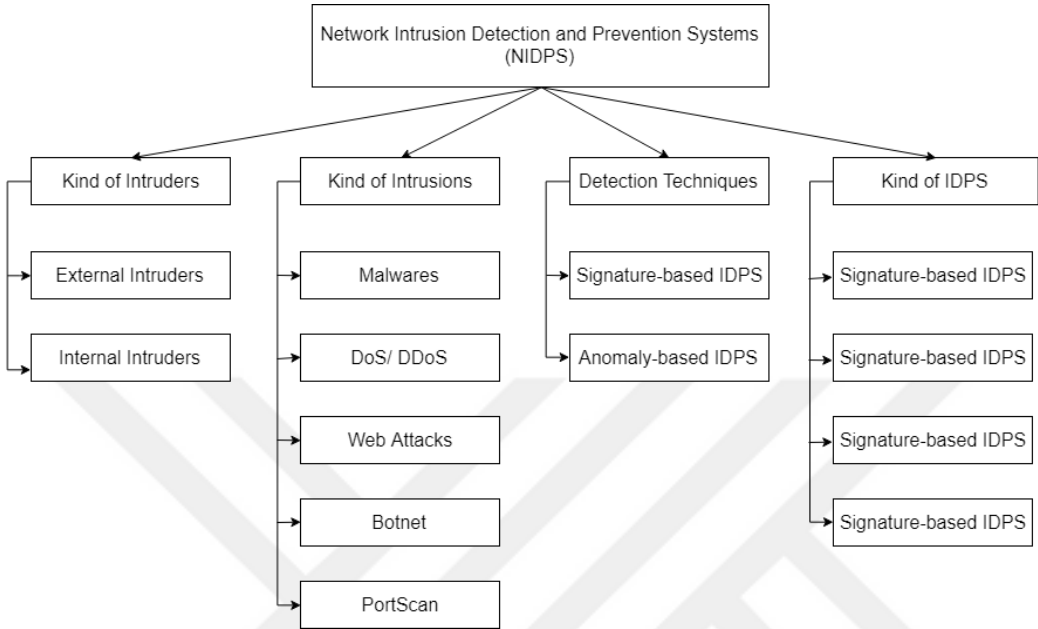 Network Intrusion Detection and Prevention Systems
(NIDPS)
Kind of Intruders
External Intruders
Internal Intruders
Kind of Intrusions
Malwares
DoS/ DDoS
Web Attacks
Botnet
PortScan
Detection Techniques
Signature-based IDPS
Anomaly-based IDPS
Kind of IDPS
Signature-based IDPS
Signature-based IDPS
Signature-based IDPS
Signature-based IDPS